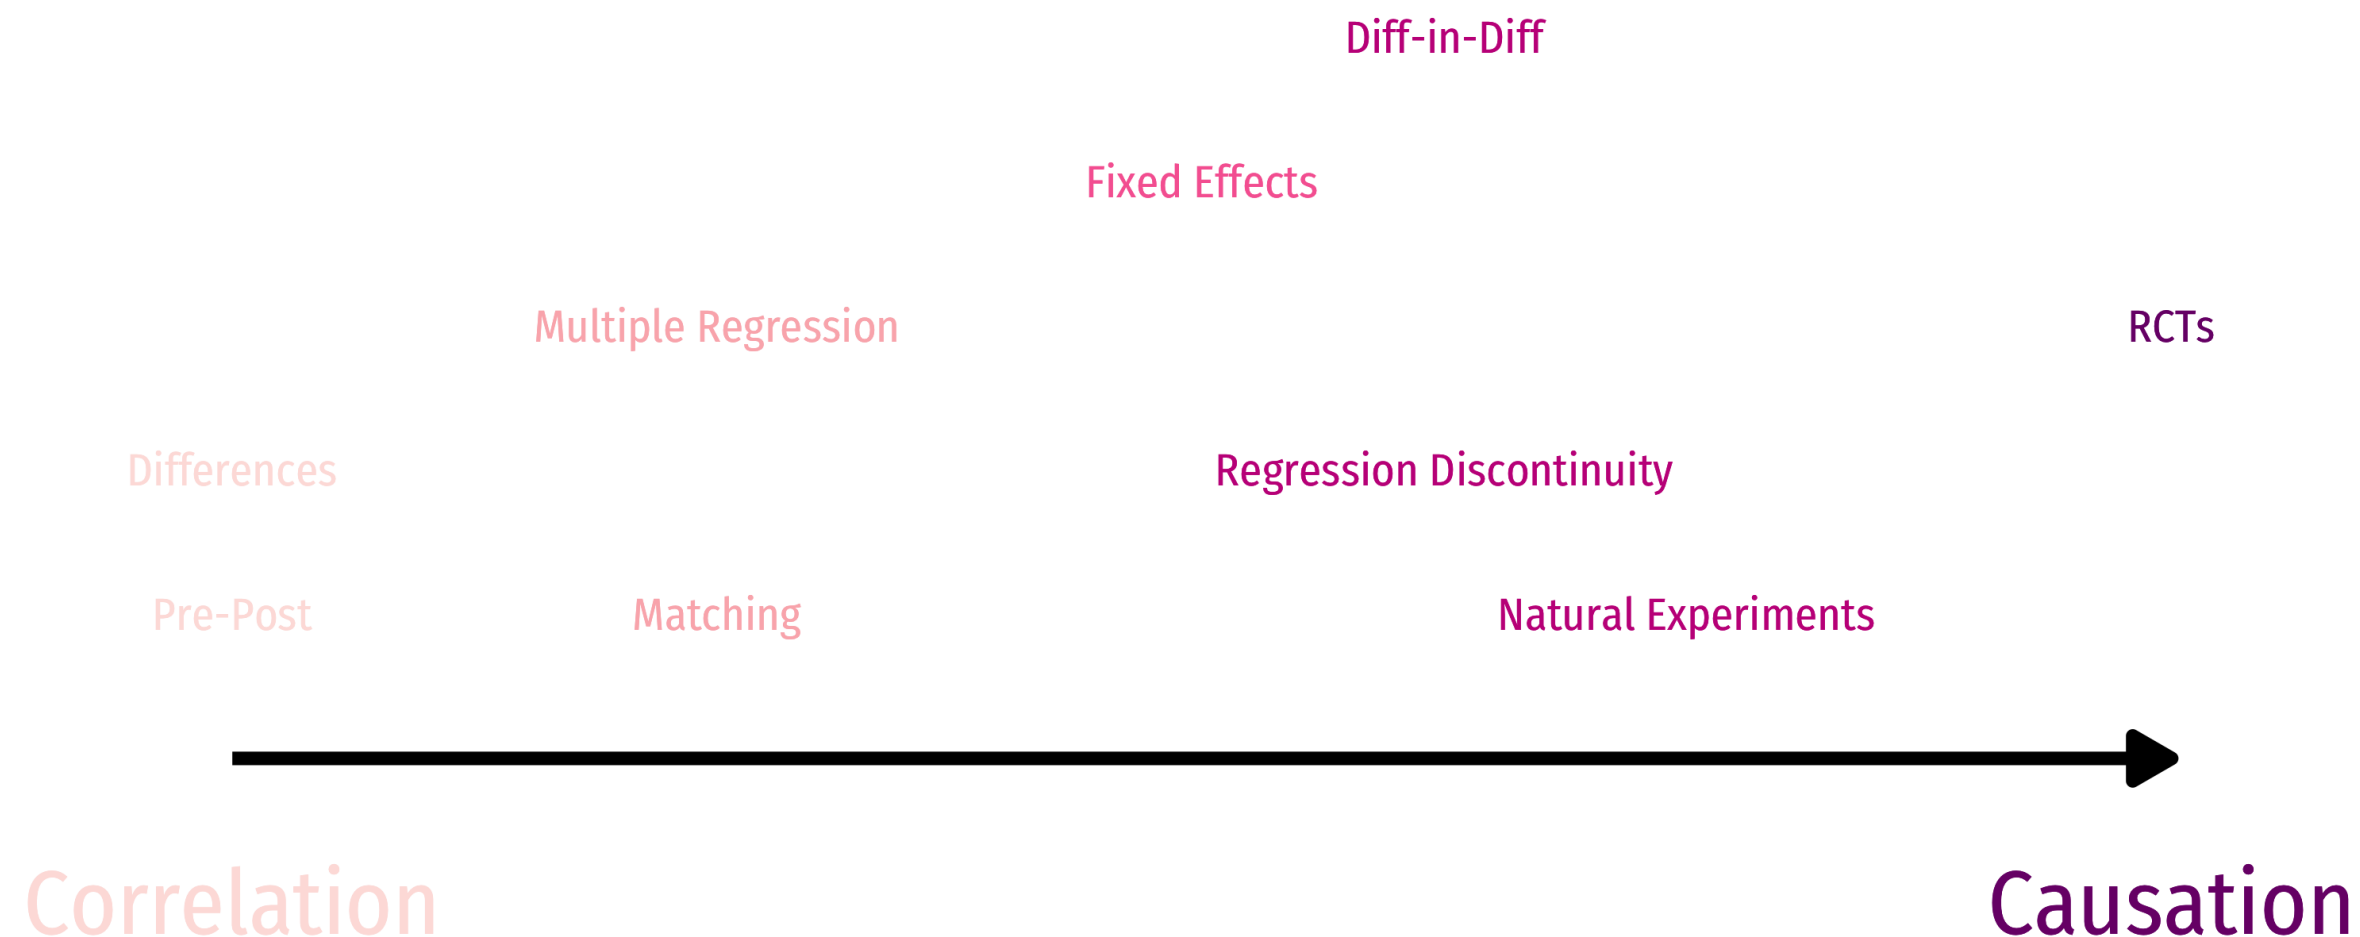 Diff-in-Diff
Fixed Effects
Multiple Regression
RCTs
Differences
Regression Discontinuity
Pre-Post
Matching
Natural Experiments
Correlation
Causation